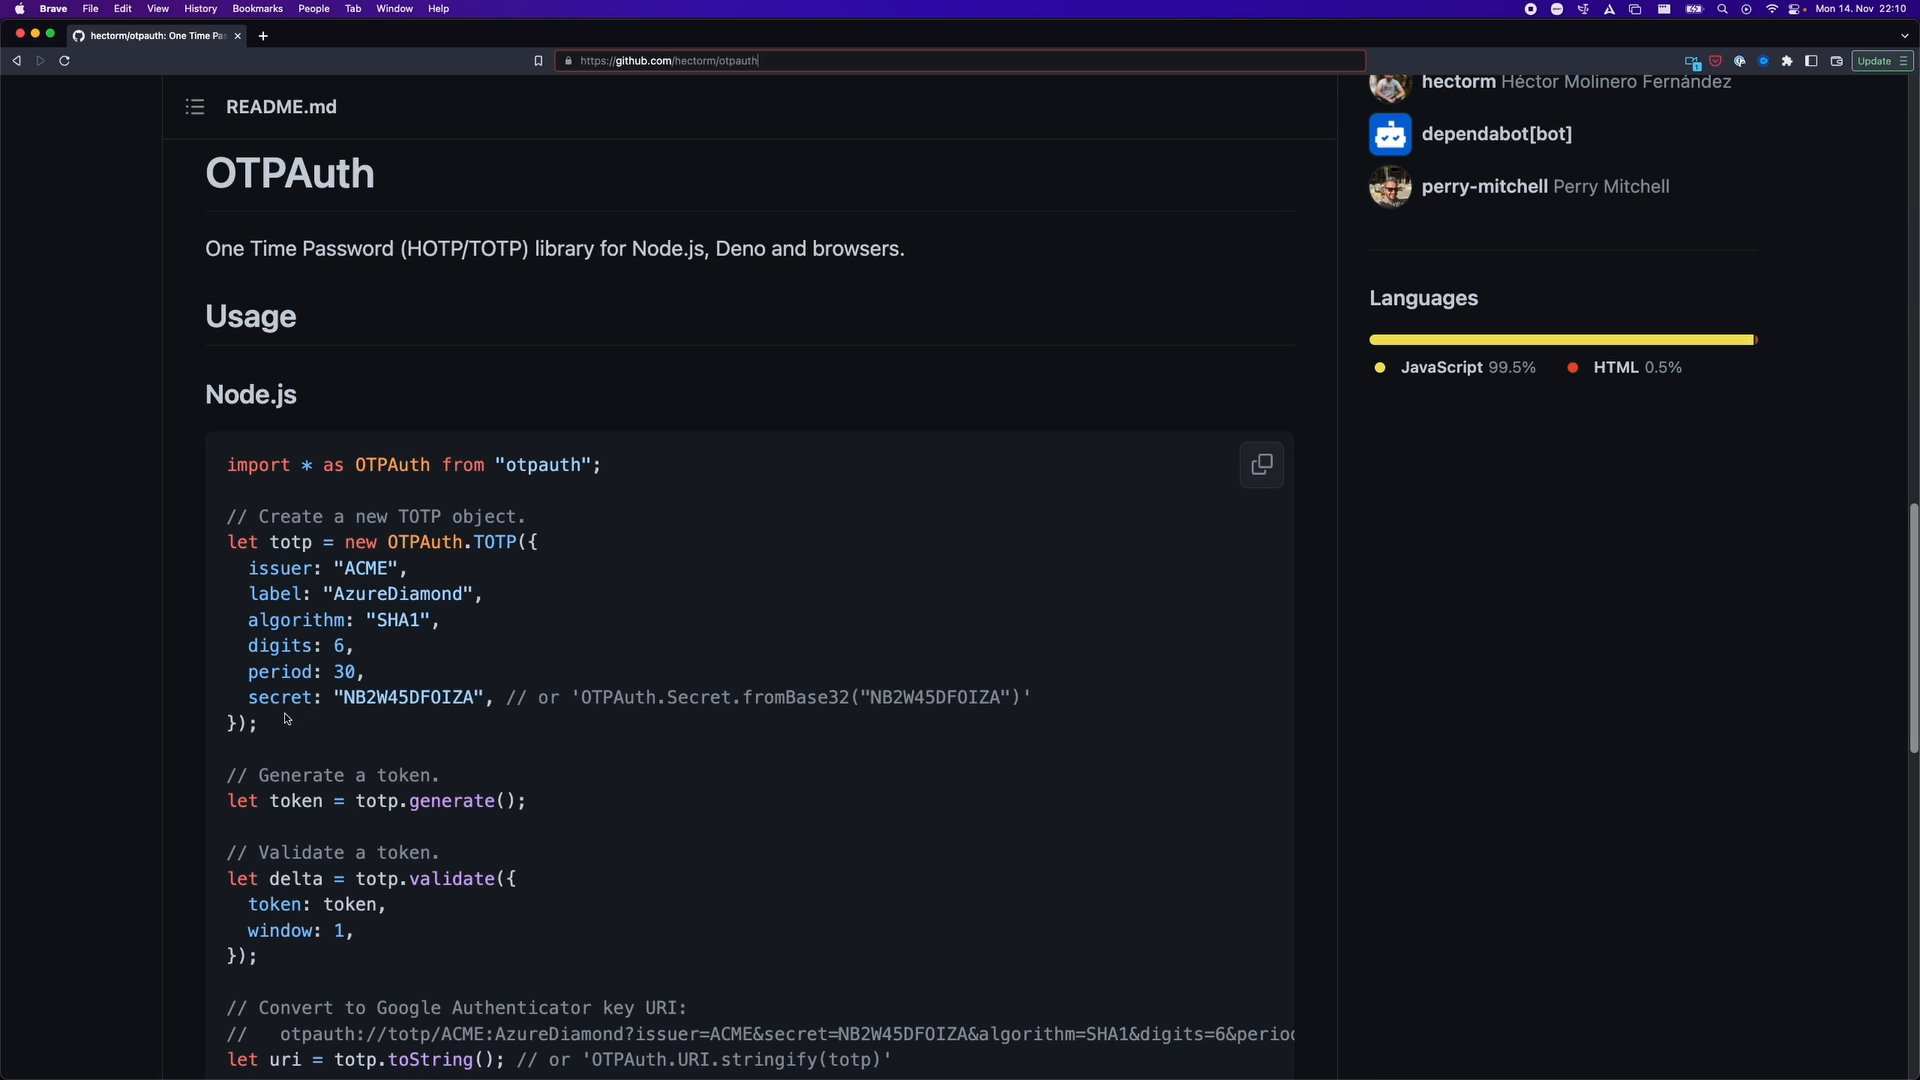 Brave File Edit View History Bookmarks People Tab Window Help Mon 14. Nov 22:10
hectorm/otpauth: One Time Pa
https://github.com/hectorm/otpauth
Update
README.md
OTPAuth
One Time Password (HOTP/TOTP) library for Node.js, Deno and browsers.
Usage
Node.js
import * as OTPAuth from "otpauth";
// Create a new TOTP object.
let totp = new OTPAuth.TOTP({
issuer: "ACME",
label: "AzureDiamond",
algorithm: "SHA1",
digits: 6,
period: 30,
secret: "NB2W45DFOIZA", // or 'OTPAuth.Secret.fromBase32("NB2W45DFOIZA")'
});
// Generate a token.
let token = totp.generate();
// Validate a token.
let delta = totp.validate({
token: token,
window: 1,
});
// Convert to Google Authenticator key URI:
// otpauth://totp/ACME:AzureDiamond?issuer=ACME&secret=NB2W45DFOIZA&algorithm=SHA1&digits=6&perio
let uri = totp.toString(); // or 'OTPAuth.URI.stringify(totp)'
hectorm Héctor Molinero Fernández
dependabot[bot]
perry-mitchell Perry Mitchell
Languages
JavaScript 99.5% HTML 0.5%